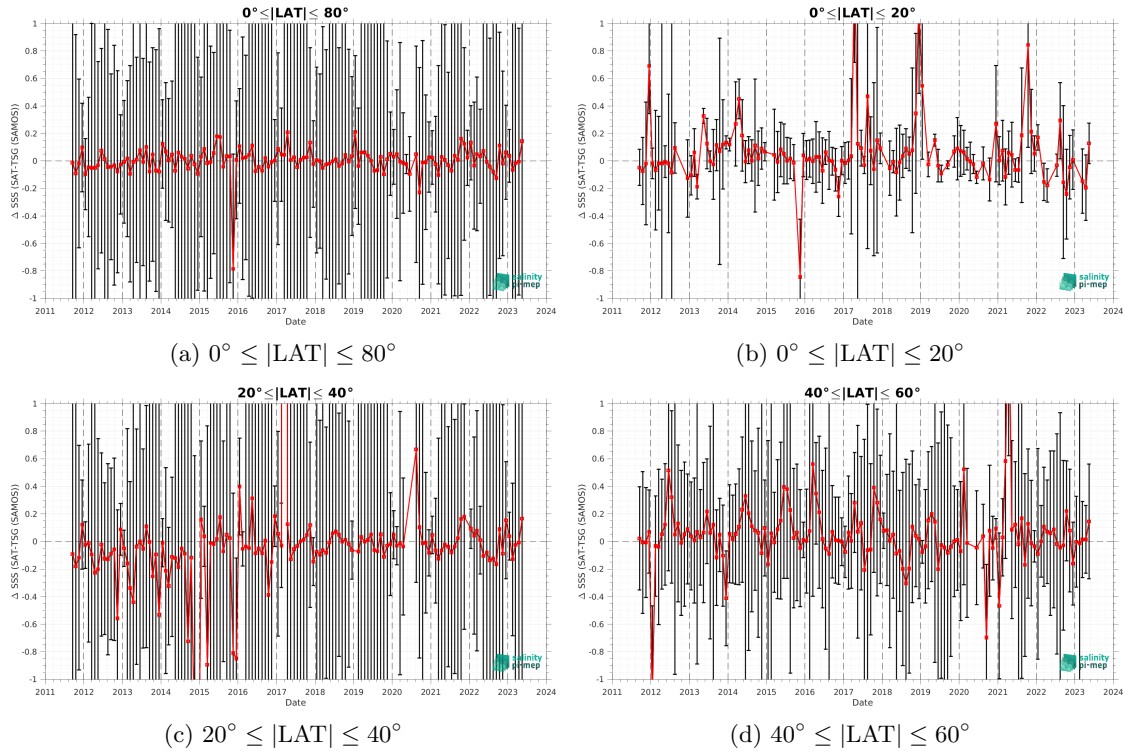 0°≤|LAT|≤ 80°
Δ SSS (SAT-TSG (SAMOS))
1
0.8
0.6
0.4
0.2
0
-0.2
-0.4
-0.6
-0.8
-1
2011 2012 2013 2014 2015 2016 2017 2018 2019 2020 2021 2022 2023 2024
Date
salinity
pi-mep
(a) 0° ≤ |LAT| ≤ 80°
0°≤|LAT|≤ 20°
Δ SSS (SAT-TSG (SAMOS))
1
0.8
0.6
0.4
0.2
0
-0.2
-0.4
-0.6
-0.8
-1
2011 2012 2013 2014 2015 2016 2017 2018 2019 2020 2021 2022 2023 2024
Date
salinity
pi-mep
(b) 0° ≤ |LAT| ≤ 20°
20°≤|LAT|≤ 40°
Δ SSS (SAT-TSG (SAMOS))
1
0.8
0.6
0.4
0.2
0
-0.2
-0.4
-0.6
-0.8
-1
2011 2012 2013 2014 2015 2016 2017 2018 2019 2020 2021 2022 2023 2024
Date
salinity
pi-mep
(c) 20° ≤ |LAT| ≤ 40°
40°≤|LAT|≤ 60°
Δ SSS (SAT-TSG (SAMOS))
1
0.8
0.6
0.4
0.2
0
-0.2
-0.4
-0.6
-0.8
-1
2011 2012 2013 2014 2015 2016 2017 2018 2019 2020 2021 2022 2023 2024
Date
salinity
pi-mep
(d) 40° ≤ |LAT| ≤ 60°